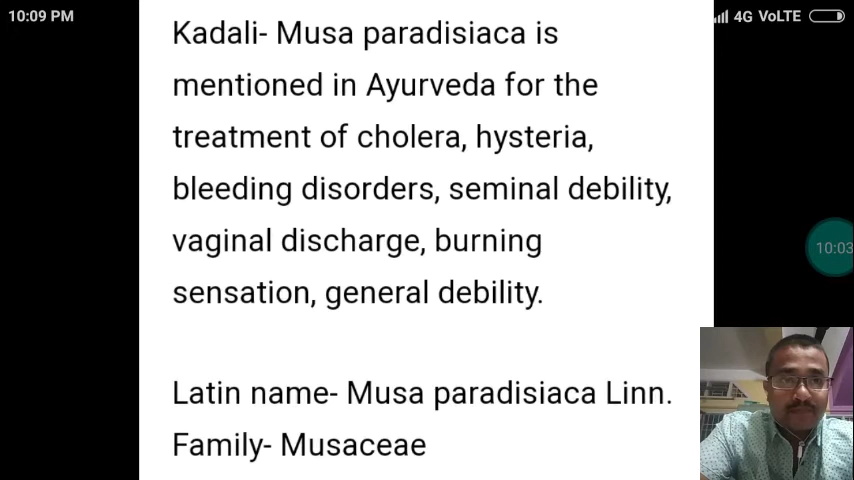 10:09 PM
4G VoLTE
Kadali- Musa paradisiaca is
mentioned in Ayurveda for the
treatment of cholera, hysteria,
bleeding disorders, seminal debility,
vaginal discharge, burning
sensation, general debility.
10:03
Latin name- Musa paradisiaca Linn.
Family- Musaceae